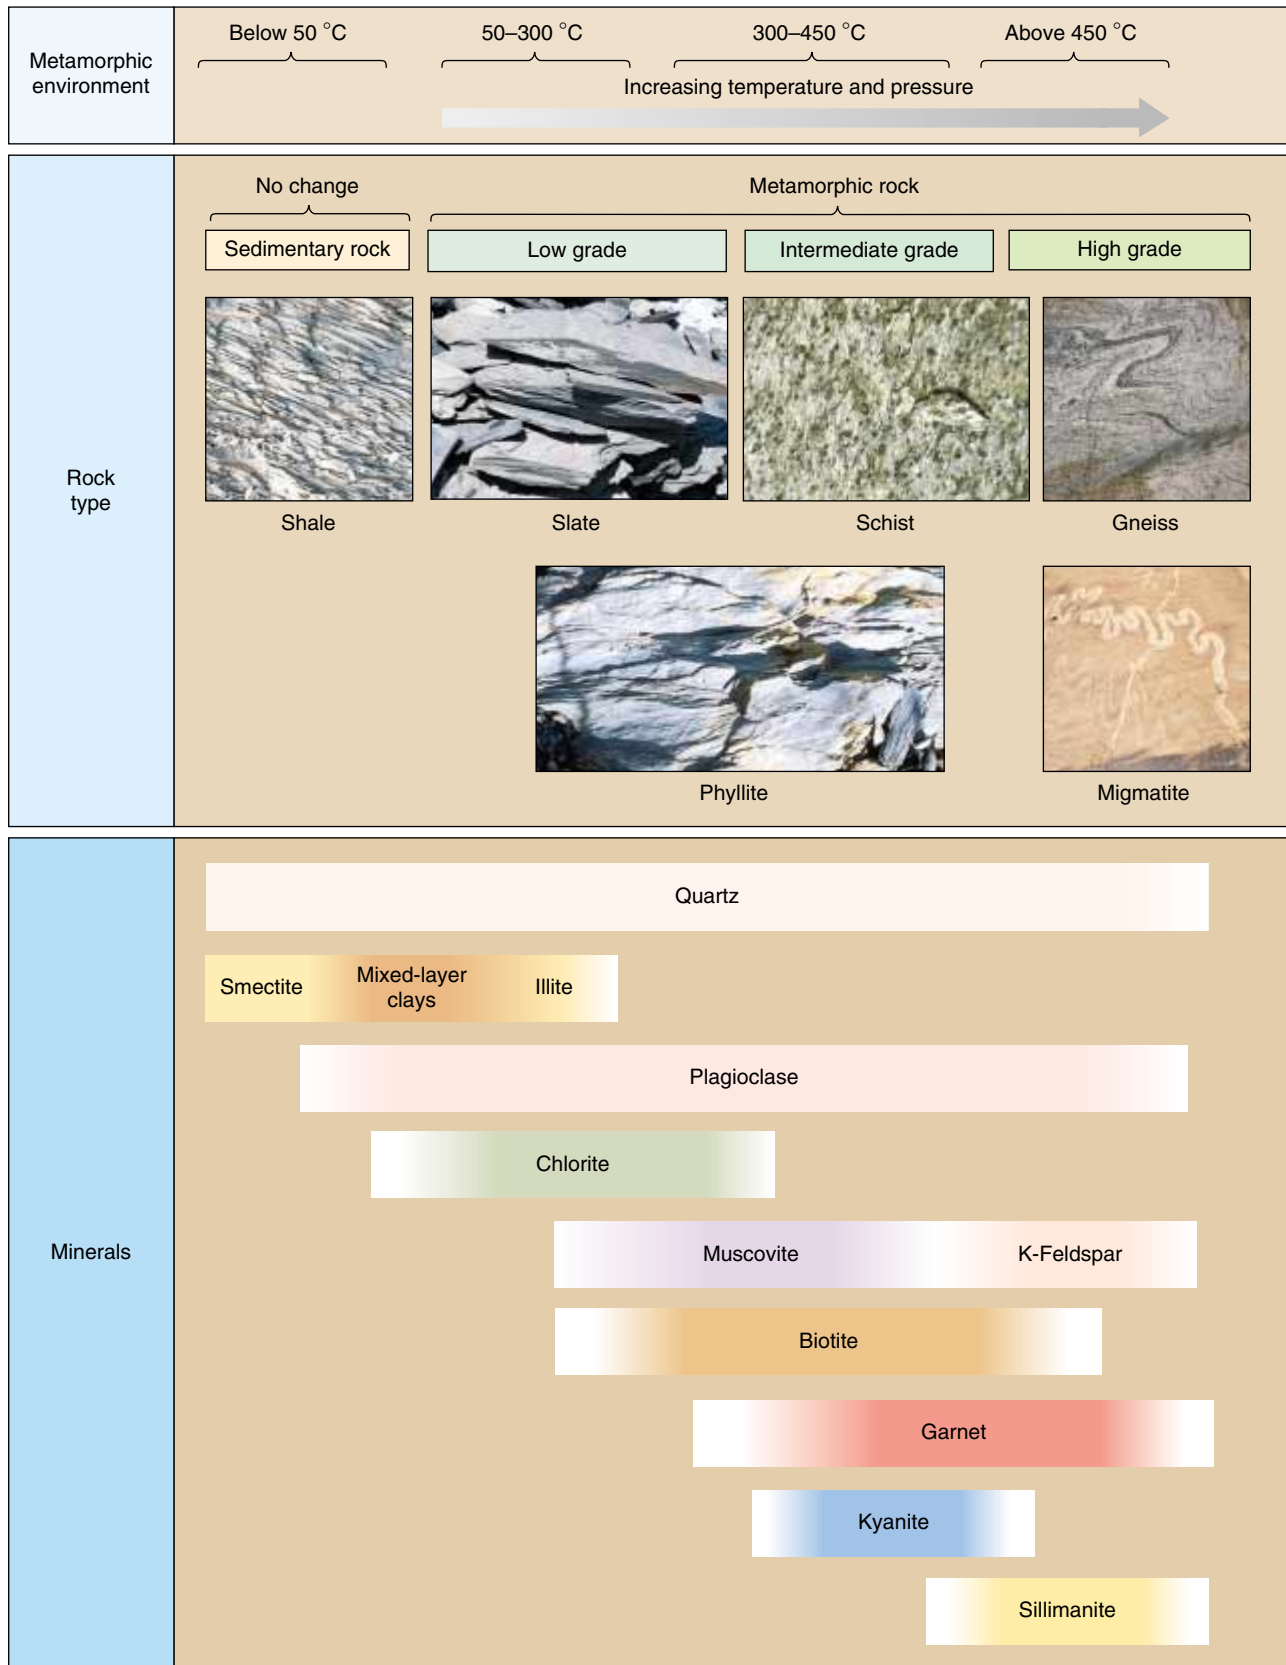 Metamorphic
environment
Below 50 °C
50–300 °C
300–450 °C
Above 450 °C
Increasing temperature and pressure
Rock
type
No change
Metamorphic rock
Sedimentary rock
Low grade
Intermediate grade
High grade
Shale
Slate
Schist
Gneiss
Phyllite
Migmatite
Minerals
Quartz
Smectite
Mixed-layer
clays
Illite
Plagioclase
Chlorite
Muscovite
K-Feldspar
Biotite
Garnet
Kyanite
Sillimanite